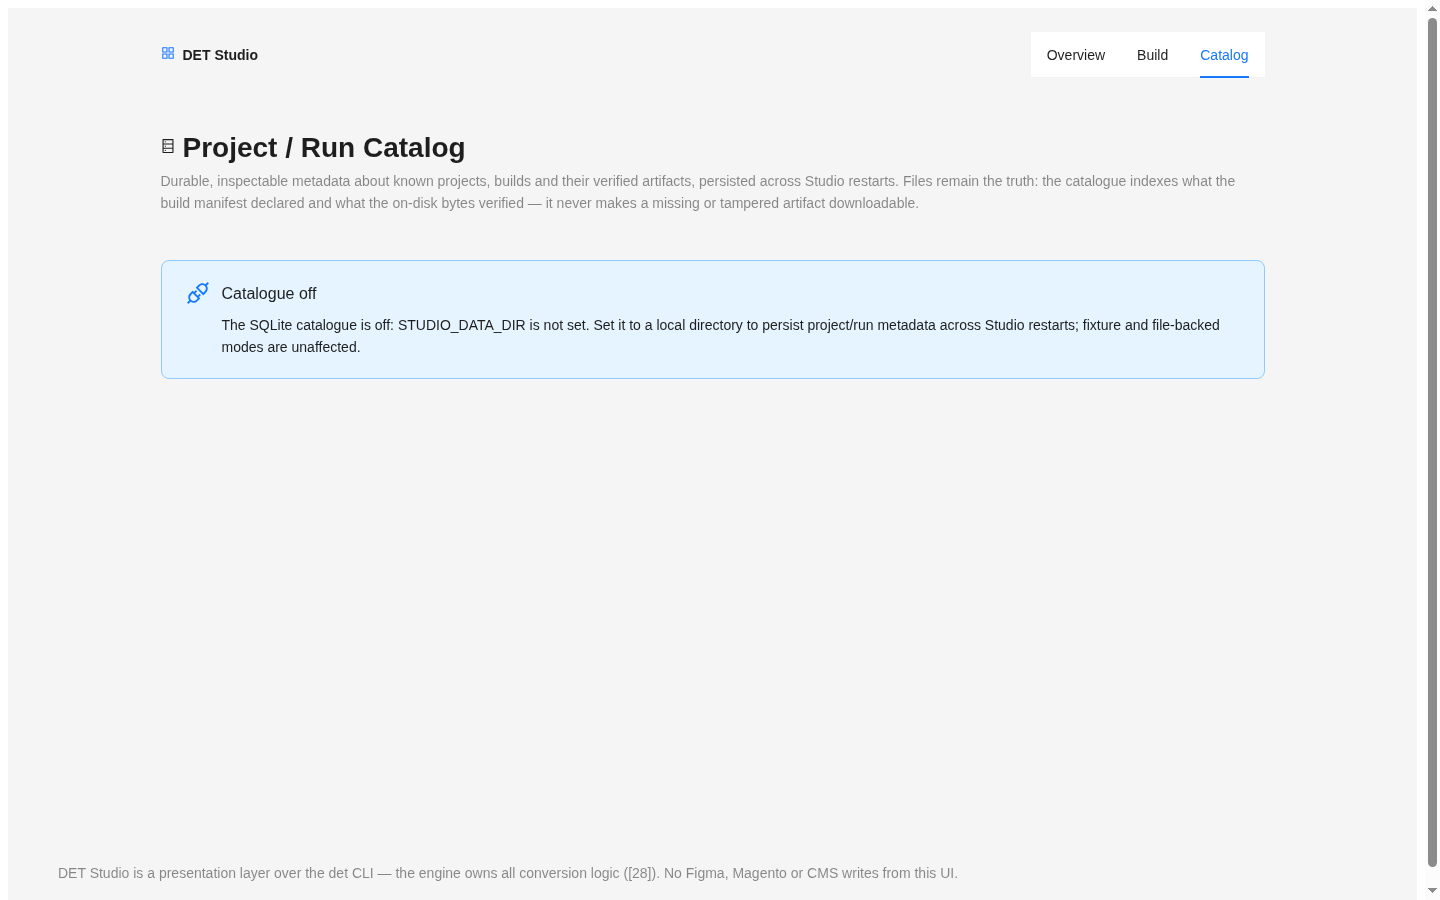 DET Studio
Overview
Build
Catalog
Project / Run Catalog
Durable, inspectable metadata about known projects, builds and their verified artifacts, persisted across Studio restarts. Files remain the truth: the catalogue indexes what the
build manifest declared and what the on-disk bytes verified — it never makes a missing or tampered artifact downloadable.
Catalogue off
The SQLite catalogue is off: STUDIO_DATA_DIR is not set. Set it to a local directory to persist project/run metadata across Studio restarts; fixture and file-backed
modes are unaffected.
DET Studio is a presentation layer over the det CLI — the engine owns all conversion logic ([28]). No Figma, Magento or CMS writes from this UI.